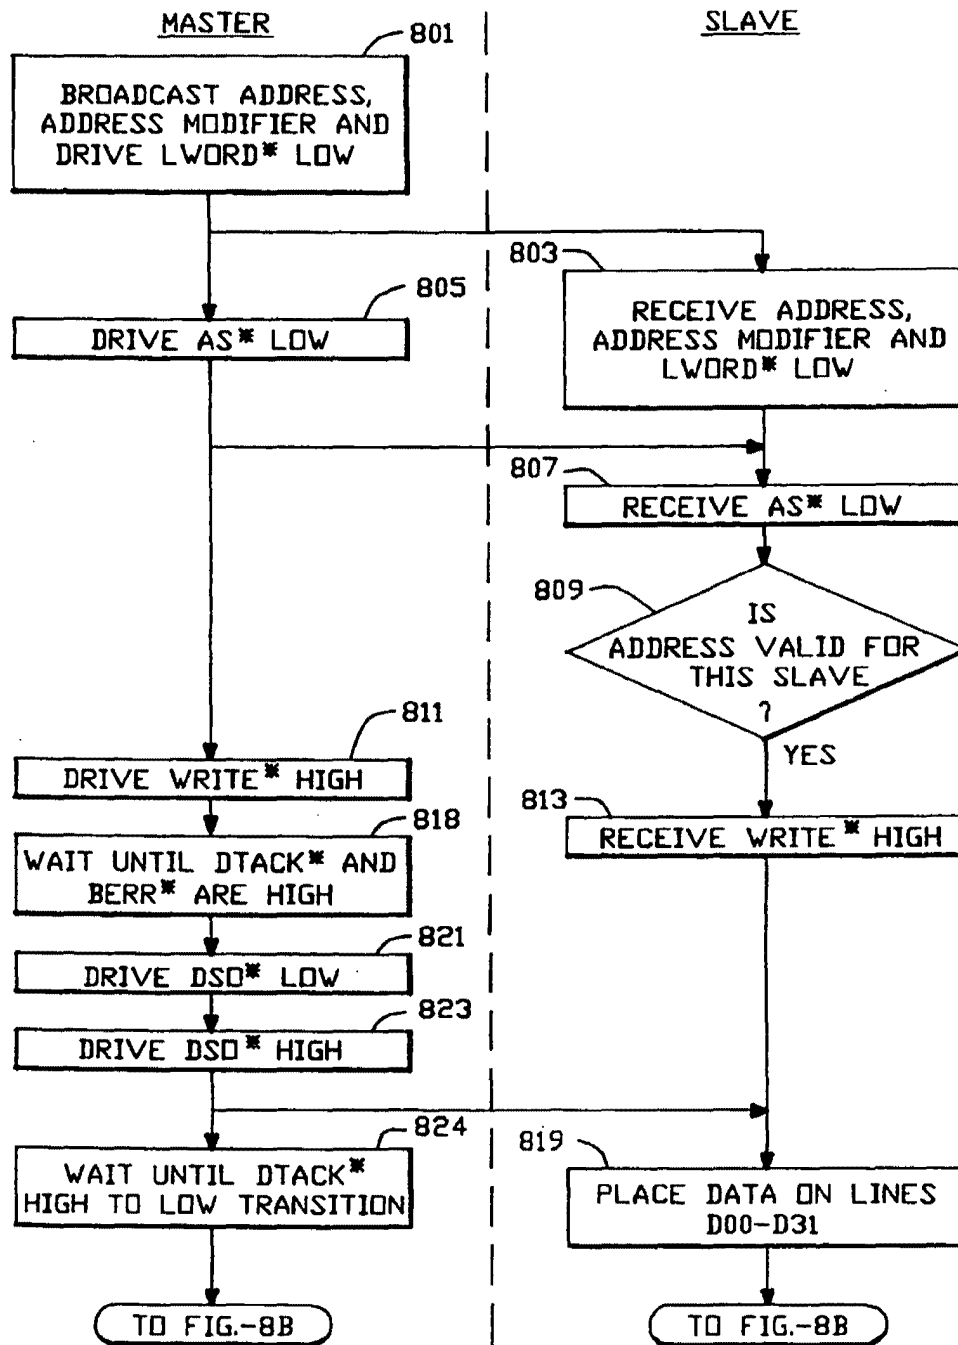 MASTER
SLAVE
801
BROADCAST ADDRESS,
ADDRESS MODIFIER AND
DRIVE LWORD* LOW
803
RECEIVE ADDRESS,
ADDRESS MODIFIER AND
LWORD* LOW
805
DRIVE AS* LOW
807
RECEIVE AS* LOW
809
IS
ADDRESS VALID FOR
THIS SLAVE
?
YES
811
DRIVE WRITE* HIGH
813
RECEIVE WRITE* HIGH
818
WAIT UNTIL DTACK* AND
BERR* ARE HIGH
821
DRIVE DS0* LOW
823
DRIVE DS0* HIGH
824
WAIT UNTIL DTACK*
HIGH TO LOW TRANSITION
819
PLACE DATA ON LINES
D00-D31
TO FIG.-8B
TO FIG.-8B